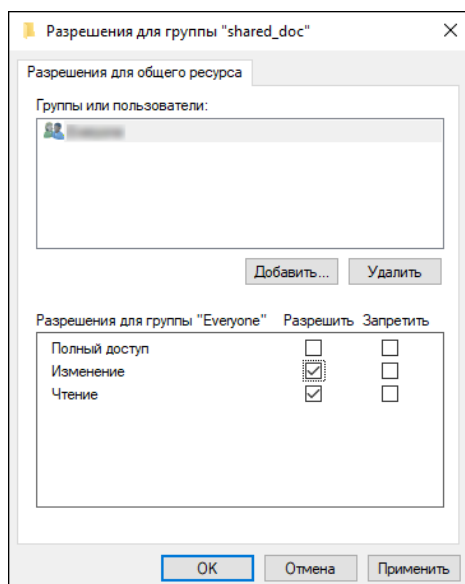 Разрешения для группы "shared_doc"
Разрешения для общего ресурса
Группы или пользователи:
Добавить... Удалить
Разрешения для группы "Everyone" Разрешить Запретить
Полный доступ
Изменение
Чтение
OK Отмена Применить